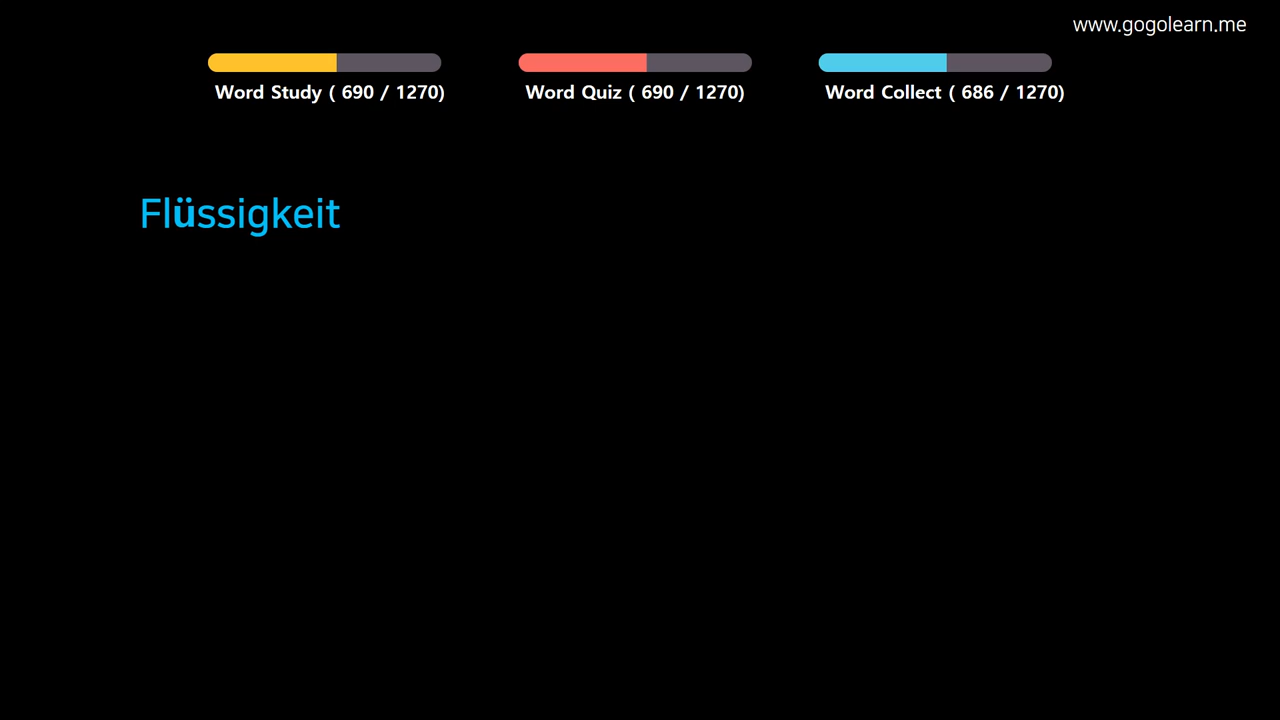 www.gogolearn.me
Word Study ( 690 / 1270)
Word Quiz ( 690 / 1270)
Word Collect ( 686 / 1270)
Flüssigkeit